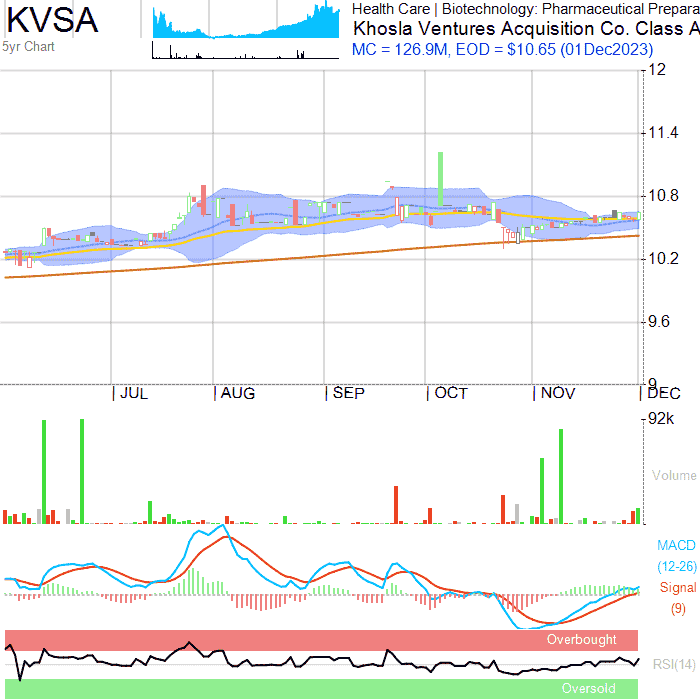 KVSA
5yr Chart
Health Care | Biotechnology: Pharmaceutical Prepara
Khosla Ventures Acquisition Co. Class A
MC = 126.9M, EOD = $10.65 (01Dec2023)
12
11.4
10.8
10.2
9.6
9
JUL AUG SEP OCT NOV DEC
92k
Volume
MACD
(12-26)
Signal
(9)
Overbought
RSI(14)
Oversold